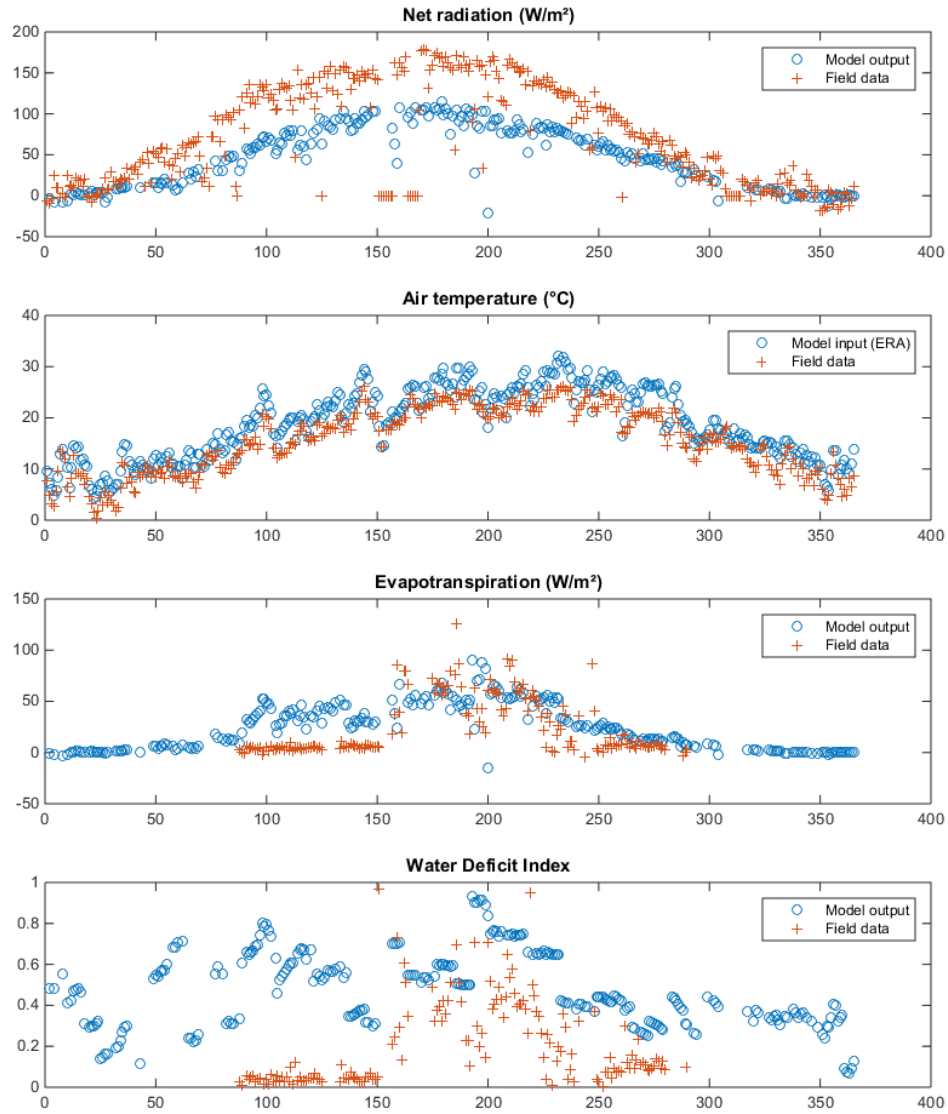 Net radiation (W/m²)
200
150
100
50
0
-50
0 50 100 150 200 250 300 350 400
Model output
Field data
Air temperature (°C)
40
30
20
10
0
0 50 100 150 200 250 300 350 400
Model input (ERA)
Field data
Evapotranspiration (W/m²)
150
100
50
0
-50
0 50 100 150 200 250 300 350 400
Model output
Field data
Water Deficit Index
1
0.8
0.6
0.4
0.2
0
0 50 100 150 200 250 300 350 400
Model output
Field data